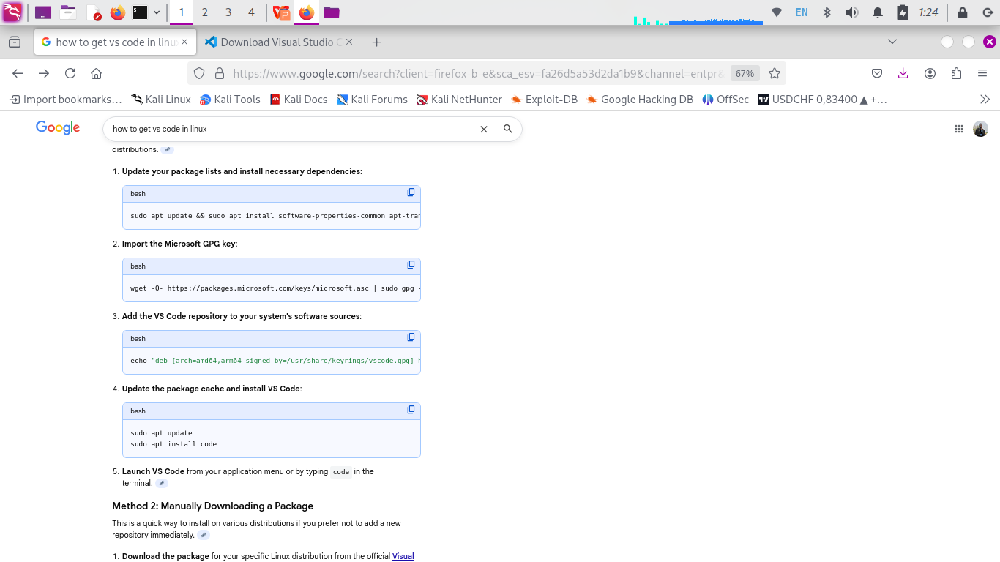 1 2 3 4 EN 1:24
how to get vs code in linu Download Visual Studio C
https://www.google.com/search?client=firefox-b-e&sca_esv=fa26d5a53d2da1b9&channel=entpr& 67%
Import bookmarks... Kali Linux Kali Tools Kali Docs Kali Forums Kali NetHunter Exploit-DB Google Hacking DB OffSec USDCHF 0,83400 ▲ +...
Google how to get vs code in linux
distributions.
1. Update your package lists and install necessary dependencies:
bash
sudo apt update && sudo apt install software-properties-common apt-tran
2. Import the Microsoft GPG key:
bash
wget -O- https://packages.microsoft.com/keys/microsoft.asc | sudo gpg -
3. Add the VS Code repository to your system's software sources:
bash
echo "deb [arch=amd64,arm64 signed-by=/usr/share/keyrings/vscode.gpg] h
4. Update the package cache and install VS Code:
bash
sudo apt update
sudo apt install code
5. Launch VS Code from your application menu or by typing code in the
terminal.
Method 2: Manually Downloading a Package
This is a quick way to install on various distributions if you prefer not to add a new
repository immediately.
1. Download the package for your specific Linux distribution from the official Visual